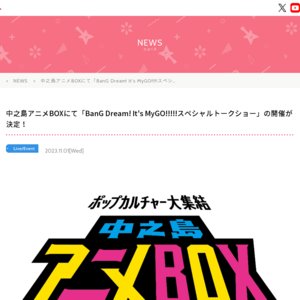 NEWS
NEWS
中之島アニメBOXにて「BanG Dream! It's MyGO!!!!!スペシ...
中之島アニメBOXにて「BanG Dream! It's MyGO!!!!!スペシャルトークショー」の開催が
決定！
Live/Event
2023.11.01[Wed]
ポップカルチャー大集結
中之島
アニメBOX